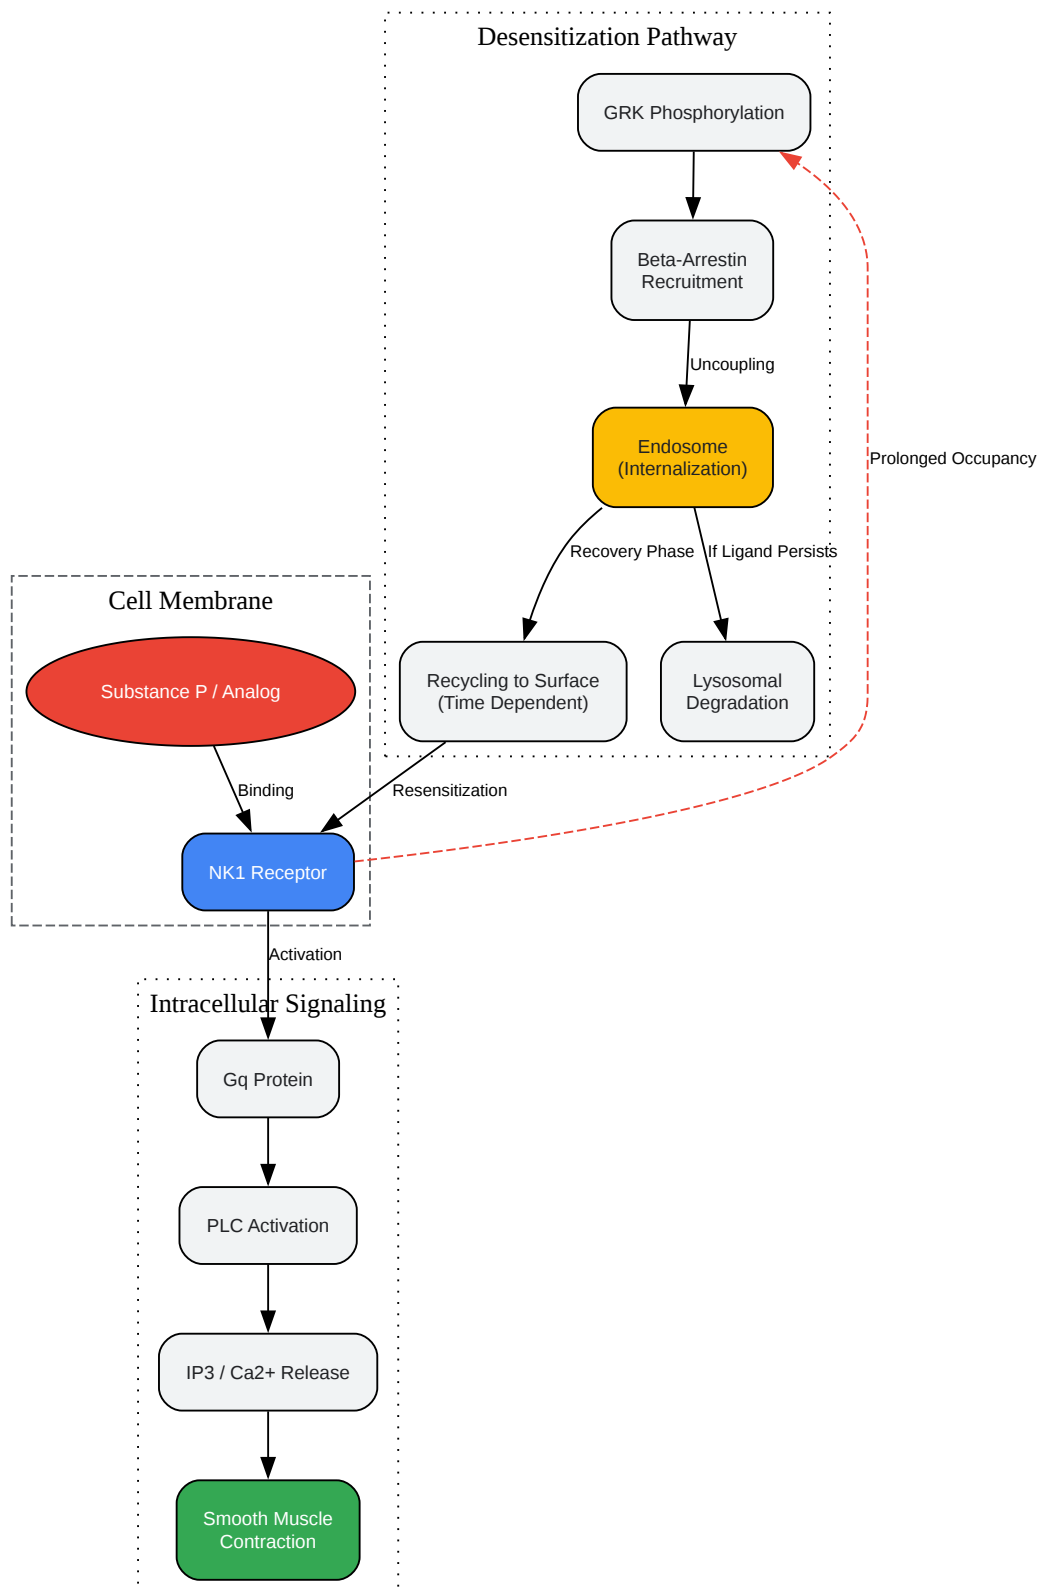 Desensitization Pathway
GRK Phosphorylation
Beta-Arrestin
Recruitment
Uncoupling
Endosome
(Internalization)
Prolonged Occupancy
Recovery Phase
If Ligand Persists
Cell Membrane
Substance P / Analog
Recycling to Surface
(Time Dependent)
Lysosomal
Degradation
Binding
Resensitization
NK1 Receptor
Activation
Intracellular Signaling
Gq Protein
PLC Activation
IP3 / Ca2+ Release
Smooth Muscle
Contraction